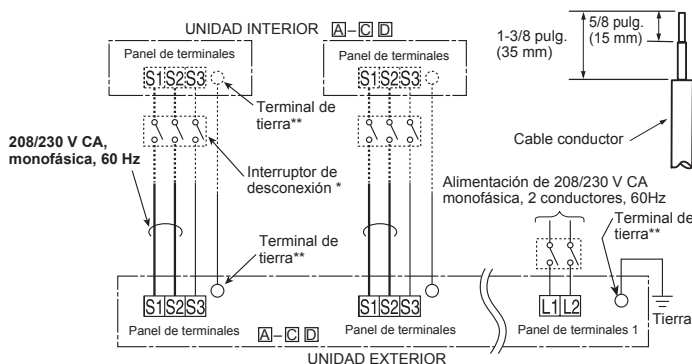 UNIDAD INTERIOR A–C D
Panel de terminales
S1 S2 S3
Panel de terminales
S1 S2 S3
Terminal de
tierra**
208/230 V CA,
monofásica, 60 Hz
Interruptor de
desconexión *
Terminal de
tierra**
5/8 pulg.
(15 mm)
1-3/8 pulg.
(35 mm)
Cable conductor
Alimentación de 208/230 V CA
monofásica, 2 conductores, 60Hz
Terminal de
tierra**
S1 S2 S3
Panel de terminales
A–C D
S1 S2 S3
Panel de terminales
L1 L2
Panel de terminales 1
Tierra
UNIDAD EXTERIOR